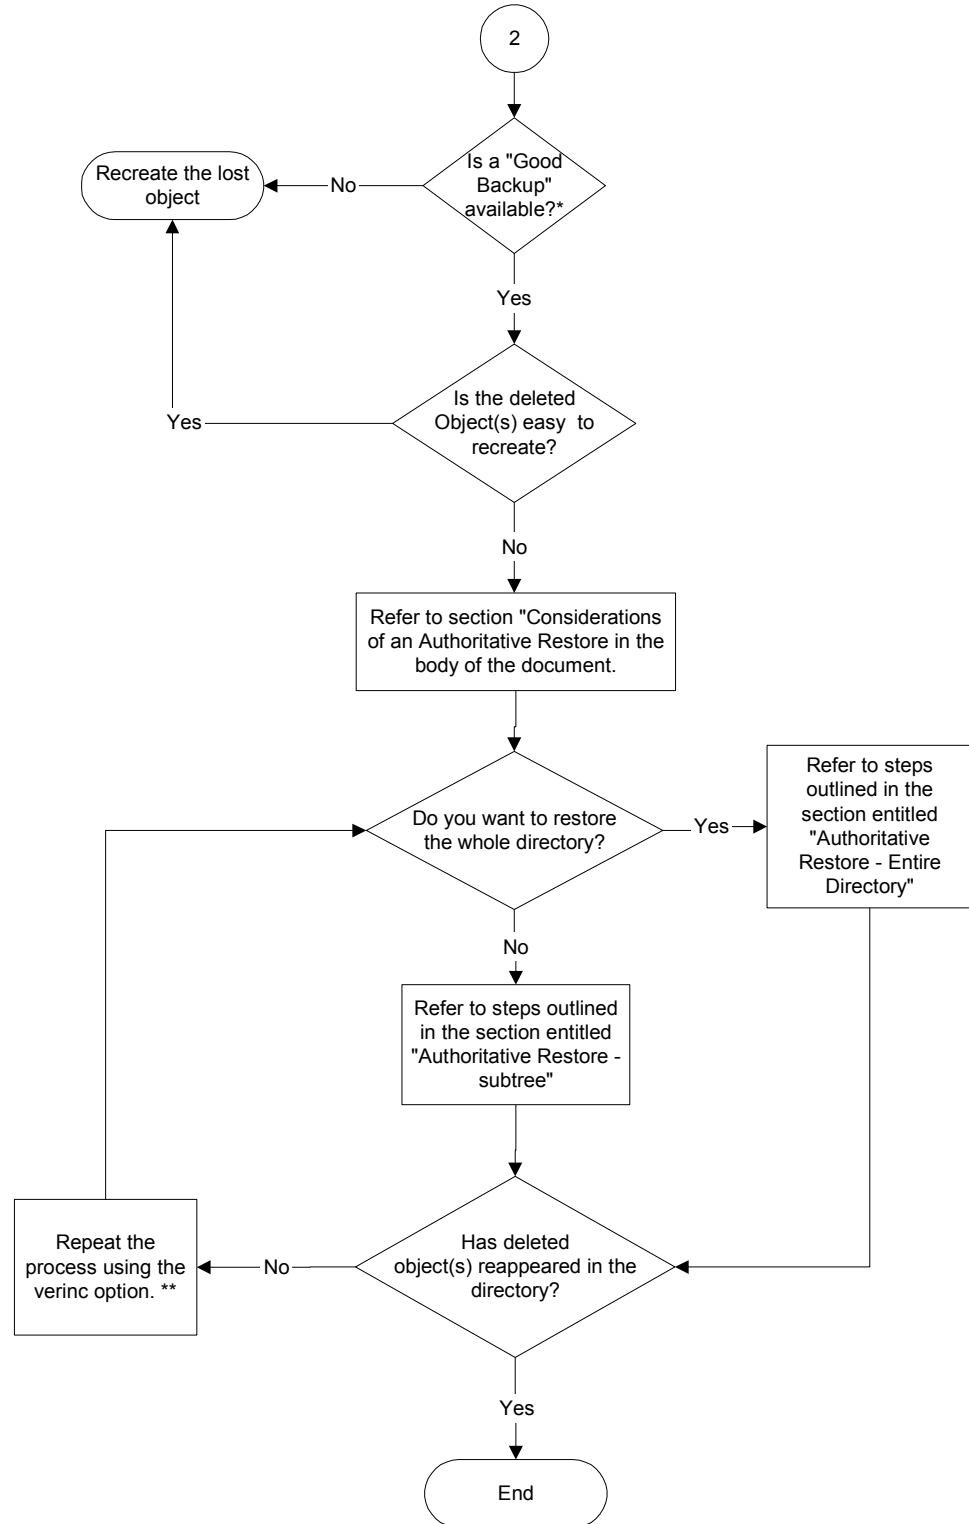 2
Is a "Good
Backup"
available?*
No
Recreate the lost
object
Yes
Is the deleted
Object(s) easy to
recreate?
Yes
No
Refer to section "Considerations
of an Authoritative Restore in the
body of the document.
Do you want to restore
the whole directory?
Yes
Refer to steps
outlined in the
section entitled
"Authoritative
Restore - Entire
Directory"
No
Refer to steps outlined
in the section entitled
"Authoritative Restore -
subtree"
Has deleted
object(s) reappeared in the
directory?
No
Repeat the
process using the
verinc option. **
Yes
End